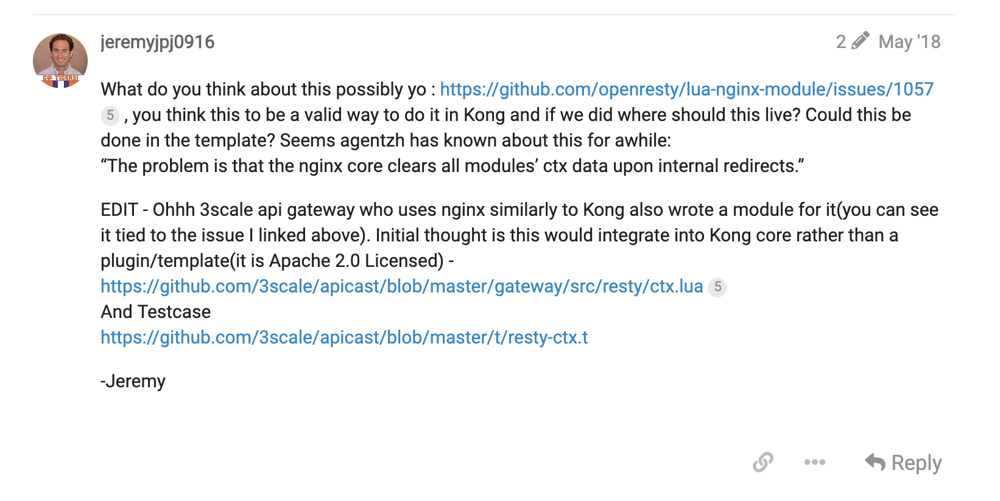 jeremyjpj0916
2 May '18
What do you think about this possibly yo : https://github.com/openresty/lua-nginx-module/issues/1057
5 , you think this to be a valid way to do it in Kong and if we did where should this live? Could this be
done in the template? Seems agentzh has known about this for awhile:
“The problem is that the nginx core clears all modules’ ctx data upon internal redirects.”
EDIT - Ohhh 3scale api gateway who uses nginx similarly to Kong also wrote a module for it(you can see
it tied to the issue I linked above). Initial thought is this would integrate into Kong core rather than a
plugin/template(it is Apache 2.0 Licensed) -
https://github.com/3scale/apicast/blob/master/gateway/src/resty/ctx.lua 5
And Testcase
https://github.com/3scale/apicast/blob/master/t/resty-ctx.t
-Jeremy
Reply
GO TIGERS!